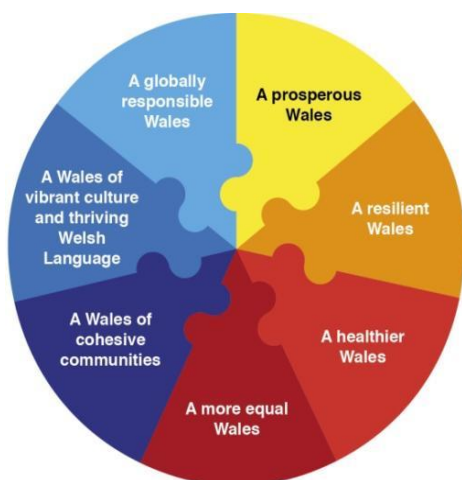 A prosperous
Wales
A resilient
Wales
A healthier
Wales
A more equal
Wales
A Wales of
cohesive
communities
A Wales of
vibrant culture
and thriving
Welsh
Language
A globally
responsible
Wales